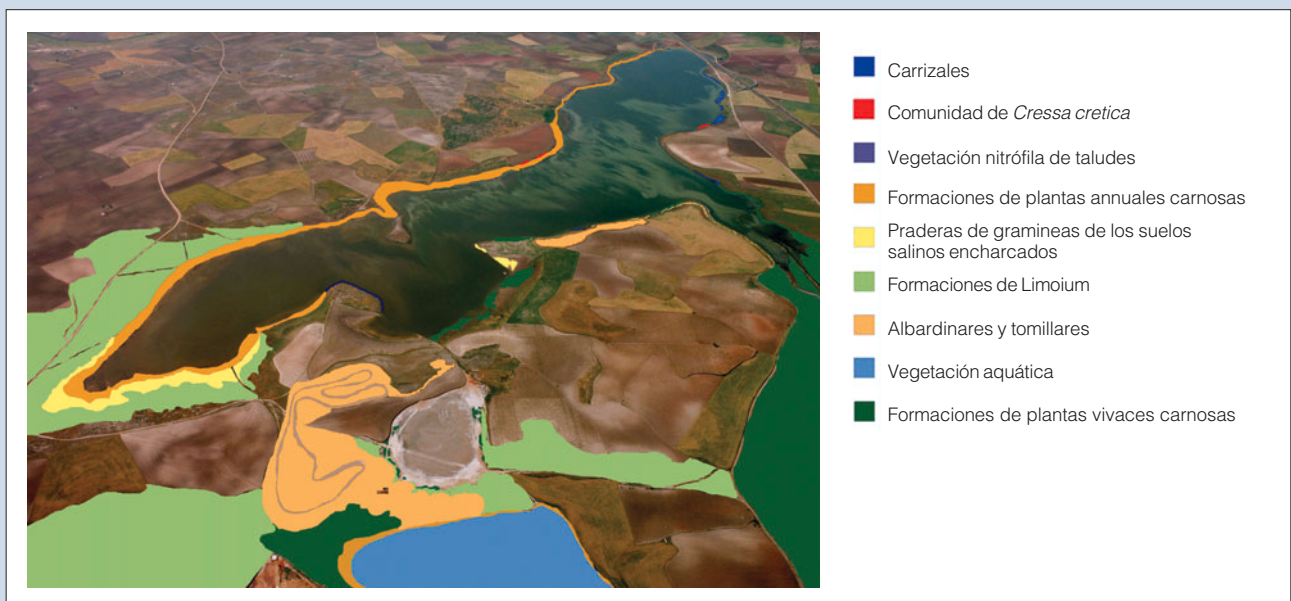 Carrizales
Comunidad de Cressa cretica
Vegetación nitrófila de taludes
Formaciones de plantas annuales carnosas
Praderas de gramineas de los suelos
salinos encharcados
Formaciones de Limoium
Albardinares y tomillares
Vegetación aquática
Formaciones de plantas vivaces carnosas